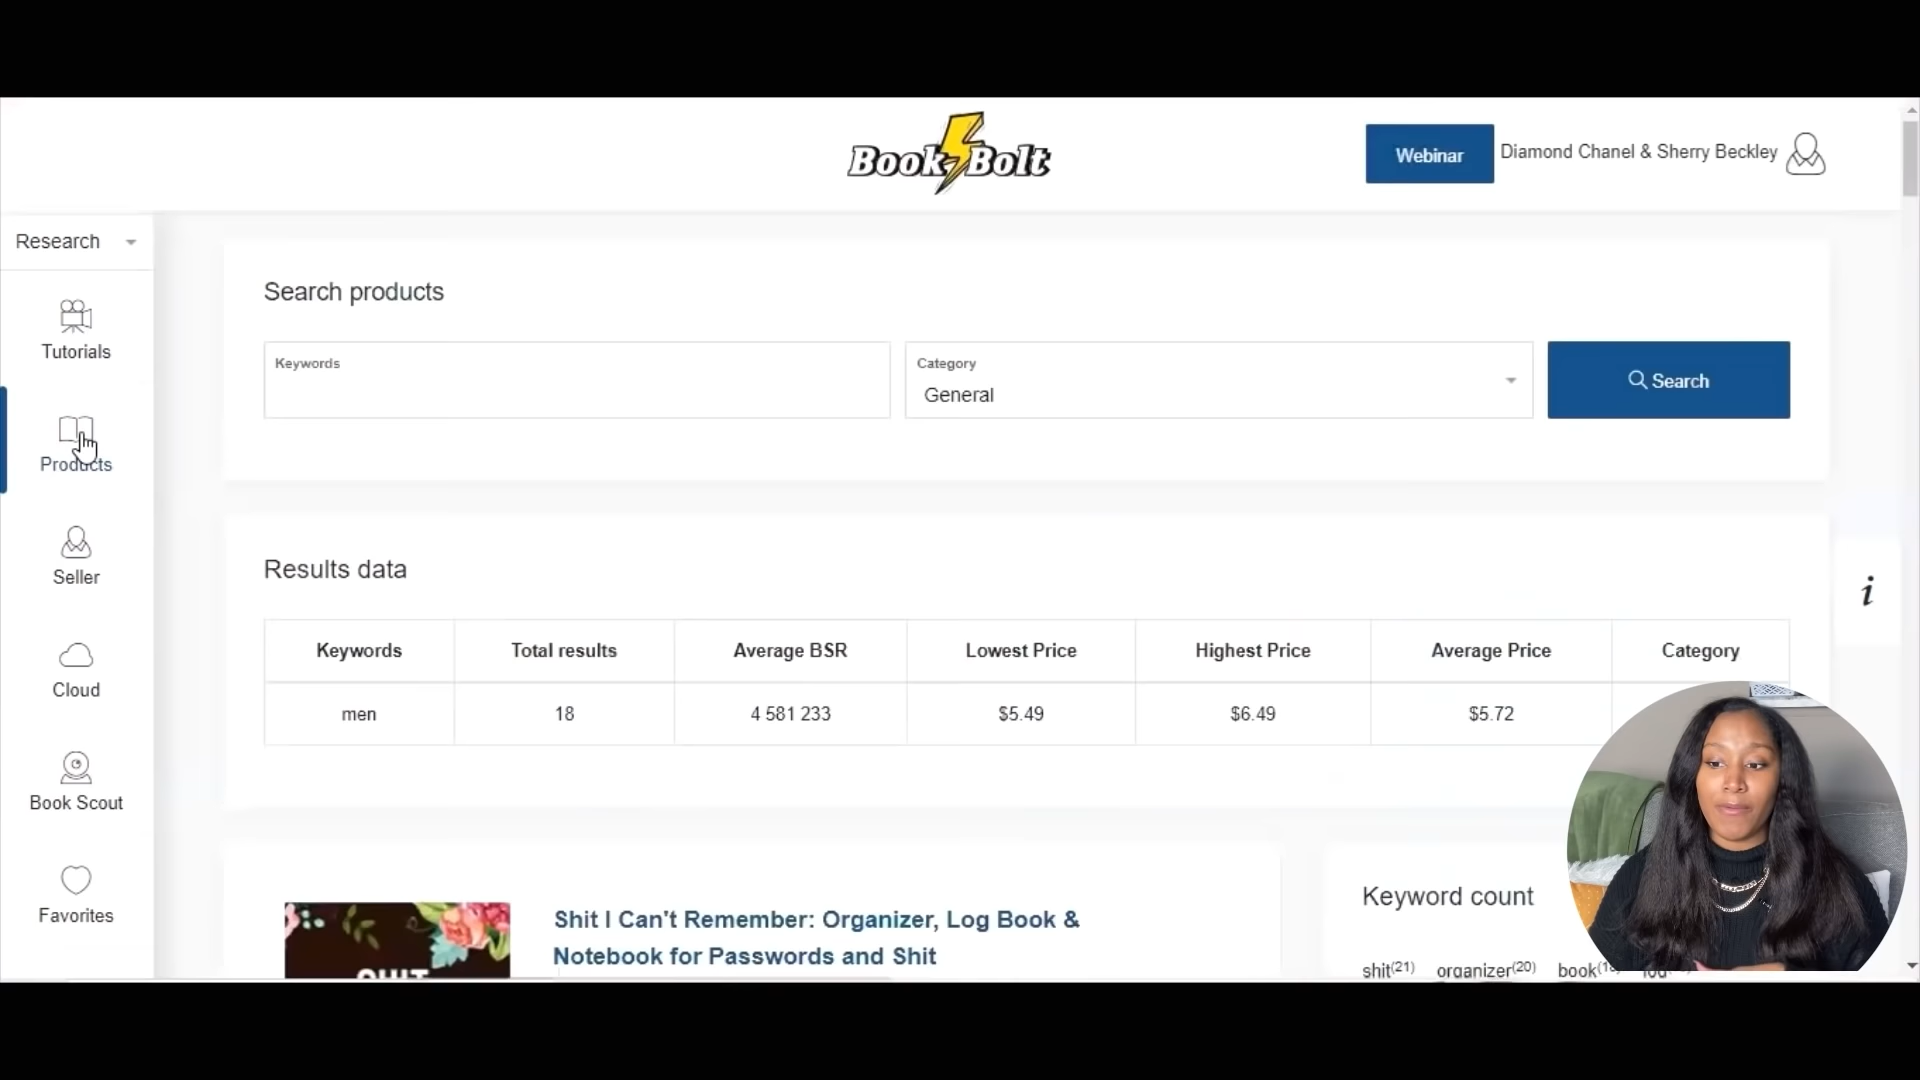 Book Bolt
Webinar
Diamond Chanel & Sherry Beckley
Research
Tutorials
Products
Seller
Cloud
Book Scout
Favorites
Search products
Keywords
Category
General
Search
Results data
i
Keywords Total results Average BSR Lowest Price Highest Price Average Price Category
men 18 4 581 233 $5.49 $6.49 $5.72
Shit I Can't Remember: Organizer, Log Book &
Notebook for Passwords and Shit
SHIT
Keyword count
shit(21) organizer(20) book